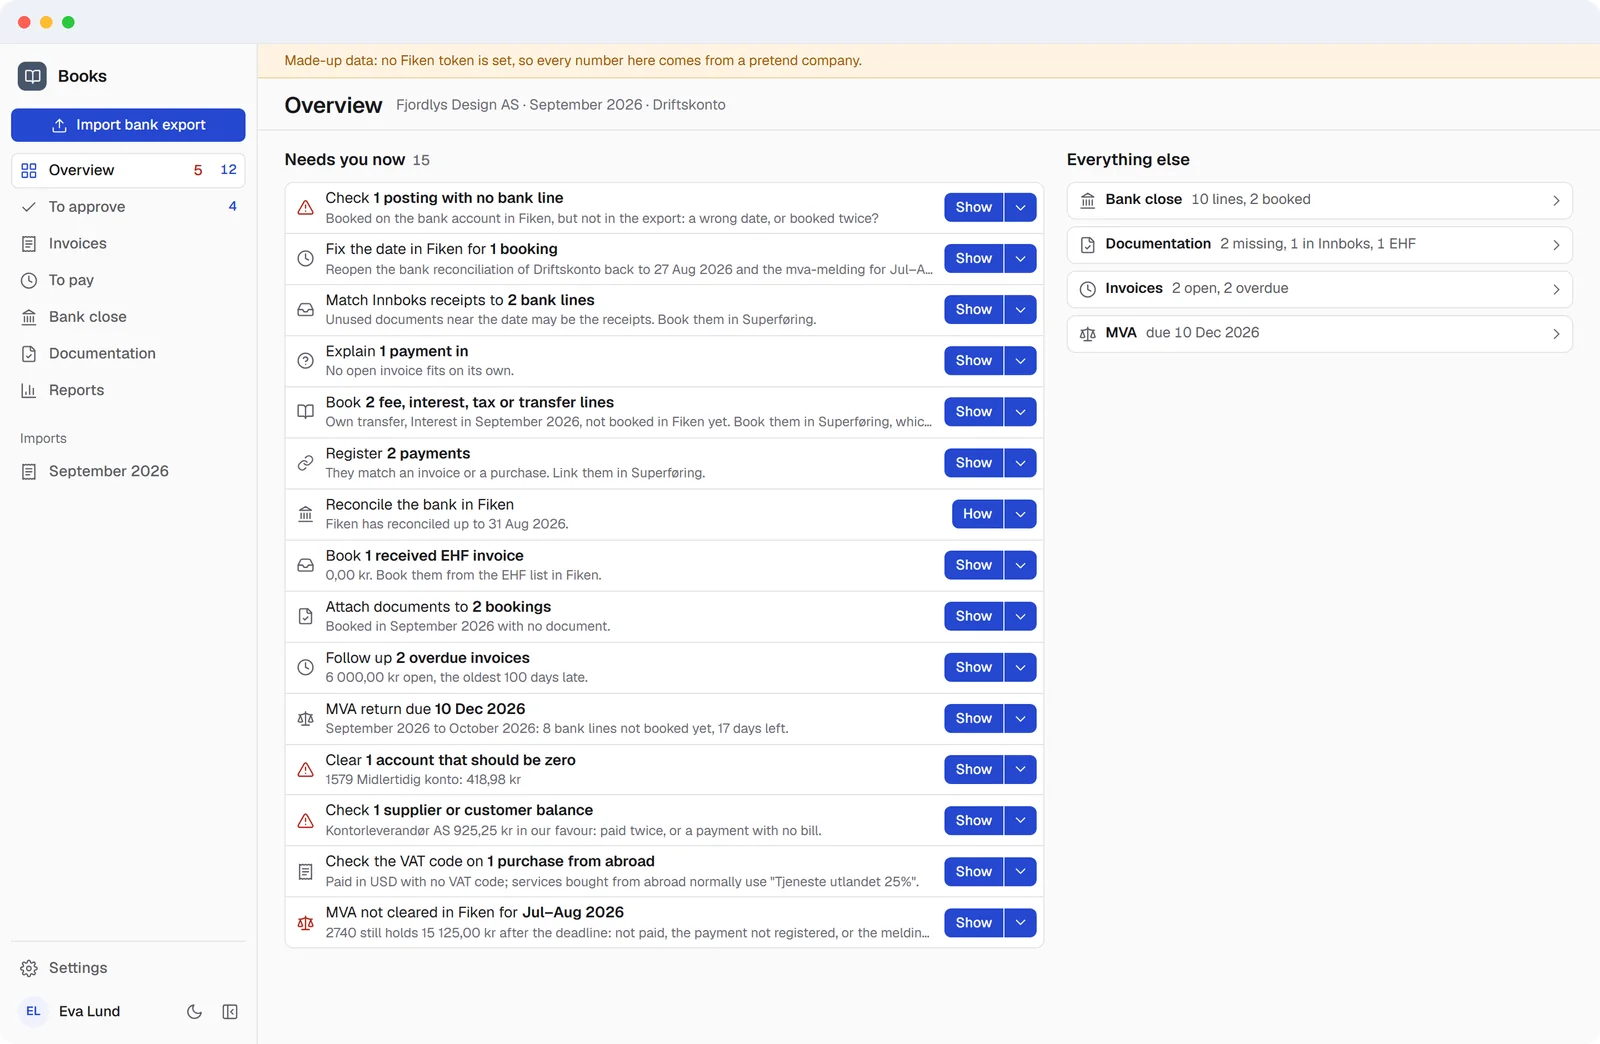 Books
Import bank export
Overview 5 12
To approve 4
Invoices
To pay
Bank close
Documentation
Reports
Imports
September 2026
Settings
EL Eva Lund
Made-up data: no Fiken token is set, so every number here comes from a pretend company.
Overview Fjordlys Design AS · September 2026 · Driftskonto
Needs you now 15
Check 1 posting with no bank line
Booked on the bank account in Fiken, but not in the export: a wrong date, or booked twice?
Show
Fix the date in Fiken for 1 booking
Reopen the bank reconciliation of Driftskonto back to 27 Aug 2026 and the mva-melding for Jul–A...
Show
Match Innboks receipts to 2 bank lines
Unused documents near the date may be the receipts. Book them in Superføring.
Show
Explain 1 payment in
No open invoice fits on its own.
Show
Book 2 fee, interest, tax or transfer lines
Own transfer, Interest in September 2026, not booked in Fiken yet. Book them in Superføring, whic...
Show
Register 2 payments
They match an invoice or a purchase. Link them in Superføring.
Show
Reconcile the bank in Fiken
Fiken has reconciled up to 31 Aug 2026.
How
Book 1 received EHF invoice
0,00 kr. Book them from the EHF list in Fiken.
Show
Attach documents to 2 bookings
Booked in September 2026 with no document.
Show
Follow up 2 overdue invoices
6 000,00 kr open, the oldest 100 days late.
Show
MVA return due 10 Dec 2026
September 2026 to October 2026: 8 bank lines not booked yet, 17 days left.
Show
Clear 1 account that should be zero
1579 Midlertidig konto: 418,98 kr
Show
Check 1 supplier or customer balance
Kontorleverandør AS 925,25 kr in our favour: paid twice, or a payment with no bill.
Show
Check the VAT code on 1 purchase from abroad
Paid in USD with no VAT code; services bought from abroad normally use "Tjeneste utlandet 25%".
Show
MVA not cleared in Fiken for Jul–Aug 2026
2740 still holds 15 125,00 kr after the deadline: not paid, the payment not registered, or the meldin...
Show
Everything else
Bank close 10 lines, 2 booked
Documentation 2 missing, 1 in Innboks, 1 EHF
Invoices 2 open, 2 overdue
MVA due 10 Dec 2026